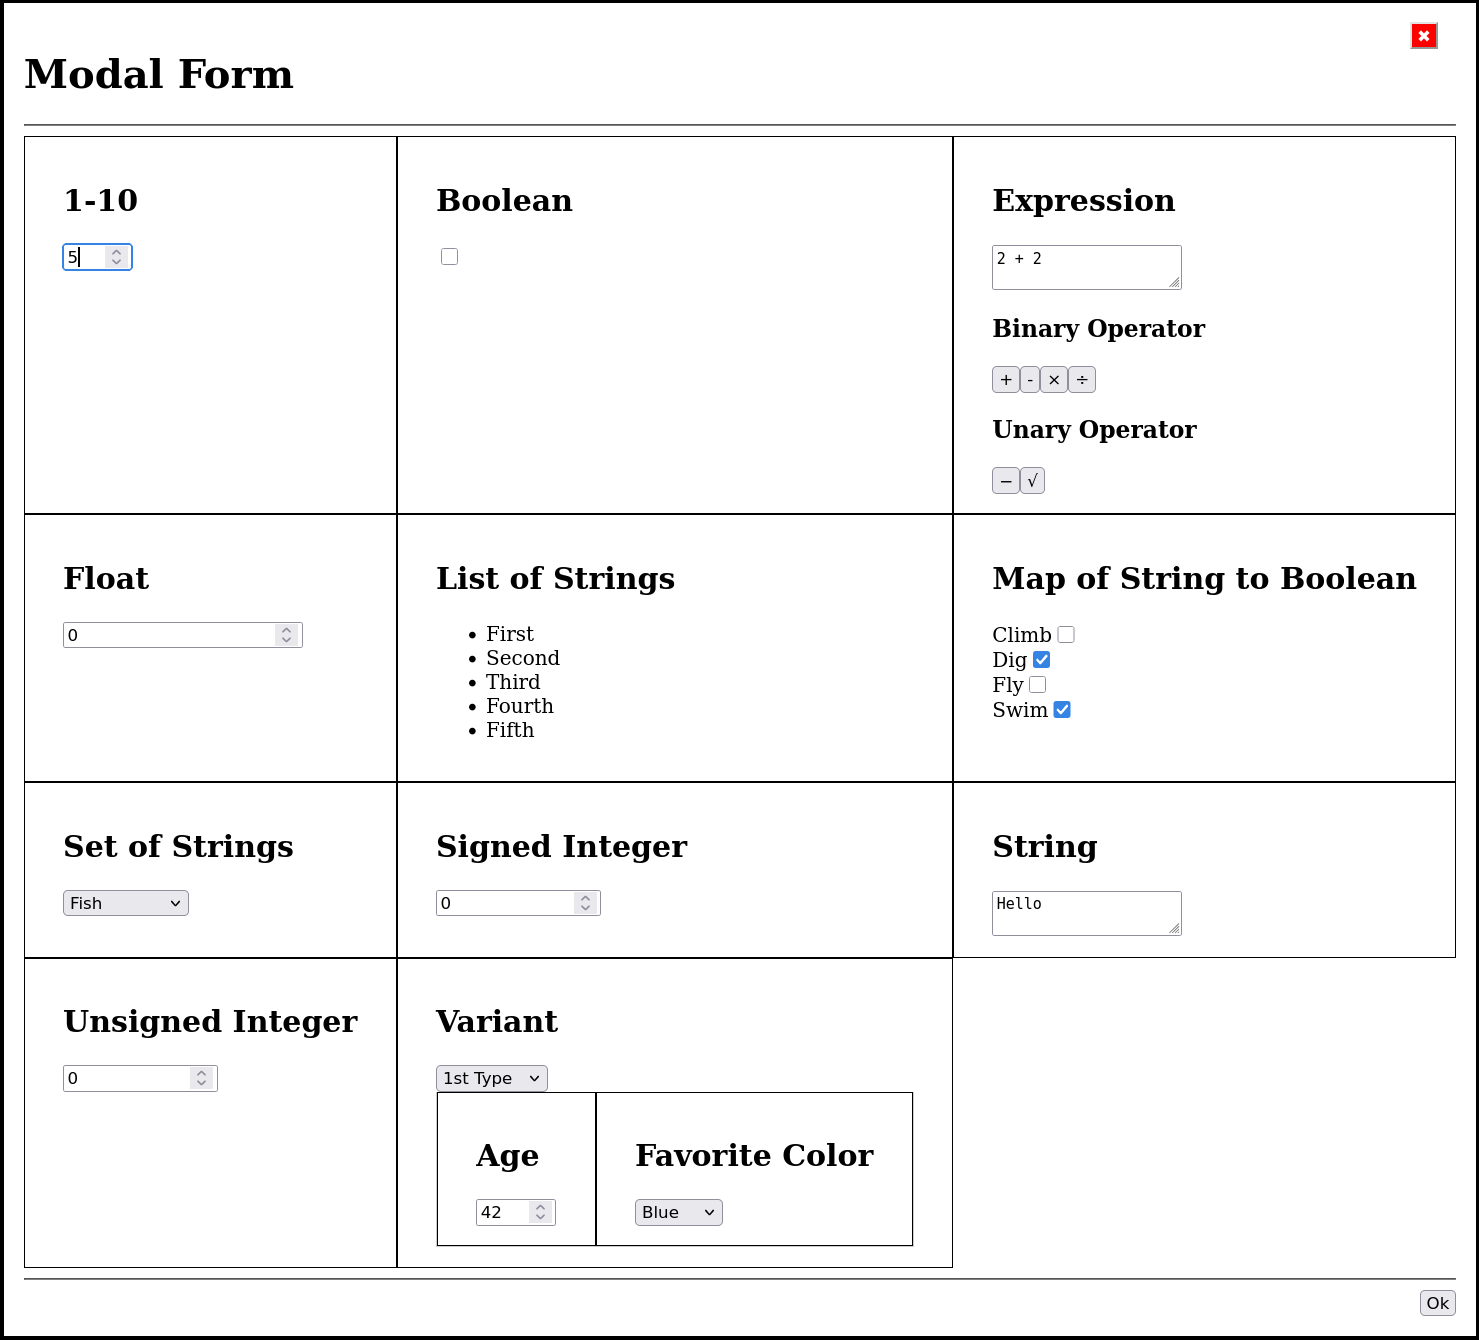 ✖
Modal Form
1-10
5
Boolean
Expression
2 + 2
Binary Operator
+ - × ÷
Unary Operator
− √
Float
0
List of Strings
• First
• Second
• Third
• Fourth
• Fifth
Map of String to Boolean
Climb
Dig
Fly
Swim
Set of Strings
Fish
Signed Integer
0
String
Hello
Unsigned Integer
0
Variant
1st Type
Age
42
Favorite Color
Blue
Ok